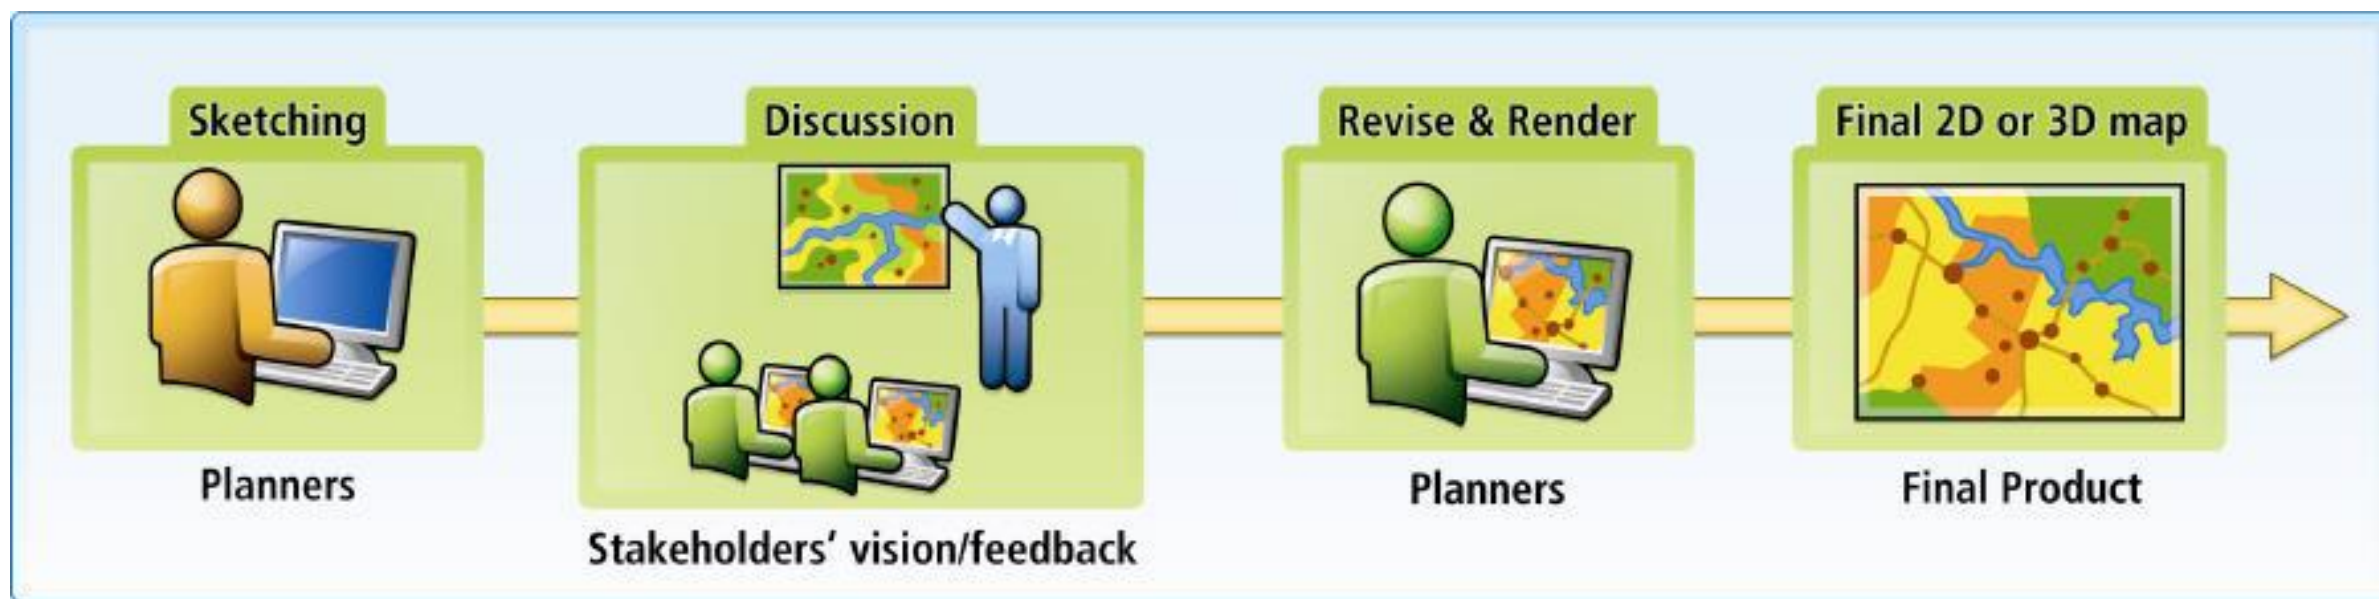 Sketching
Planners
Discussion
Stakeholders’ vision/feedback
Revise & Render
Planners
Final 2D or 3D map
Final Product